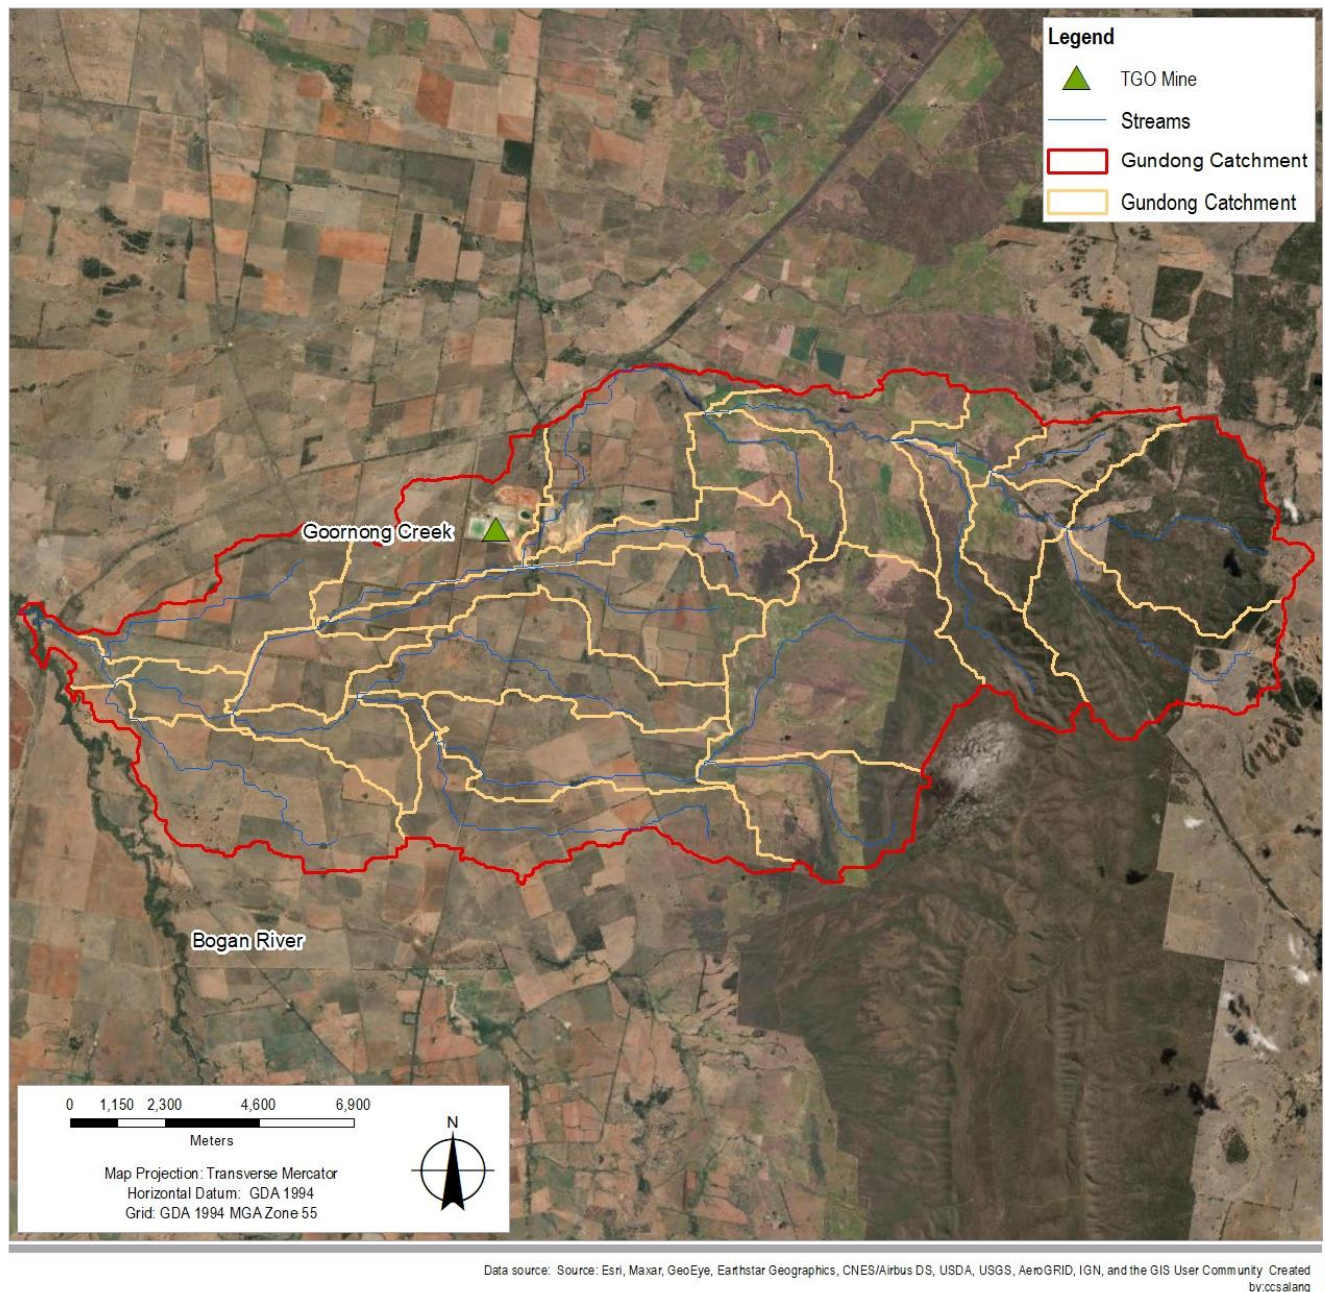 Legend
TGO Mine
Streams
Gundong Catchment
Gundong Catchment
Goornong Creek
Bogan River
0 1,150 2,300 4,600 6,900
Meters
N
Map Projection: Transverse Mercator
Horizontal Datum: GDA 1994
Grid: GDA 1994 MGA Zone 55
Data source: Source: Esri, Maxar, GeoEye, Earthstar Geographics, CNES/Airbus DS, USDA, USGS, AeroGRID, IGN, and the GIS User Community Created
by:ccsalang